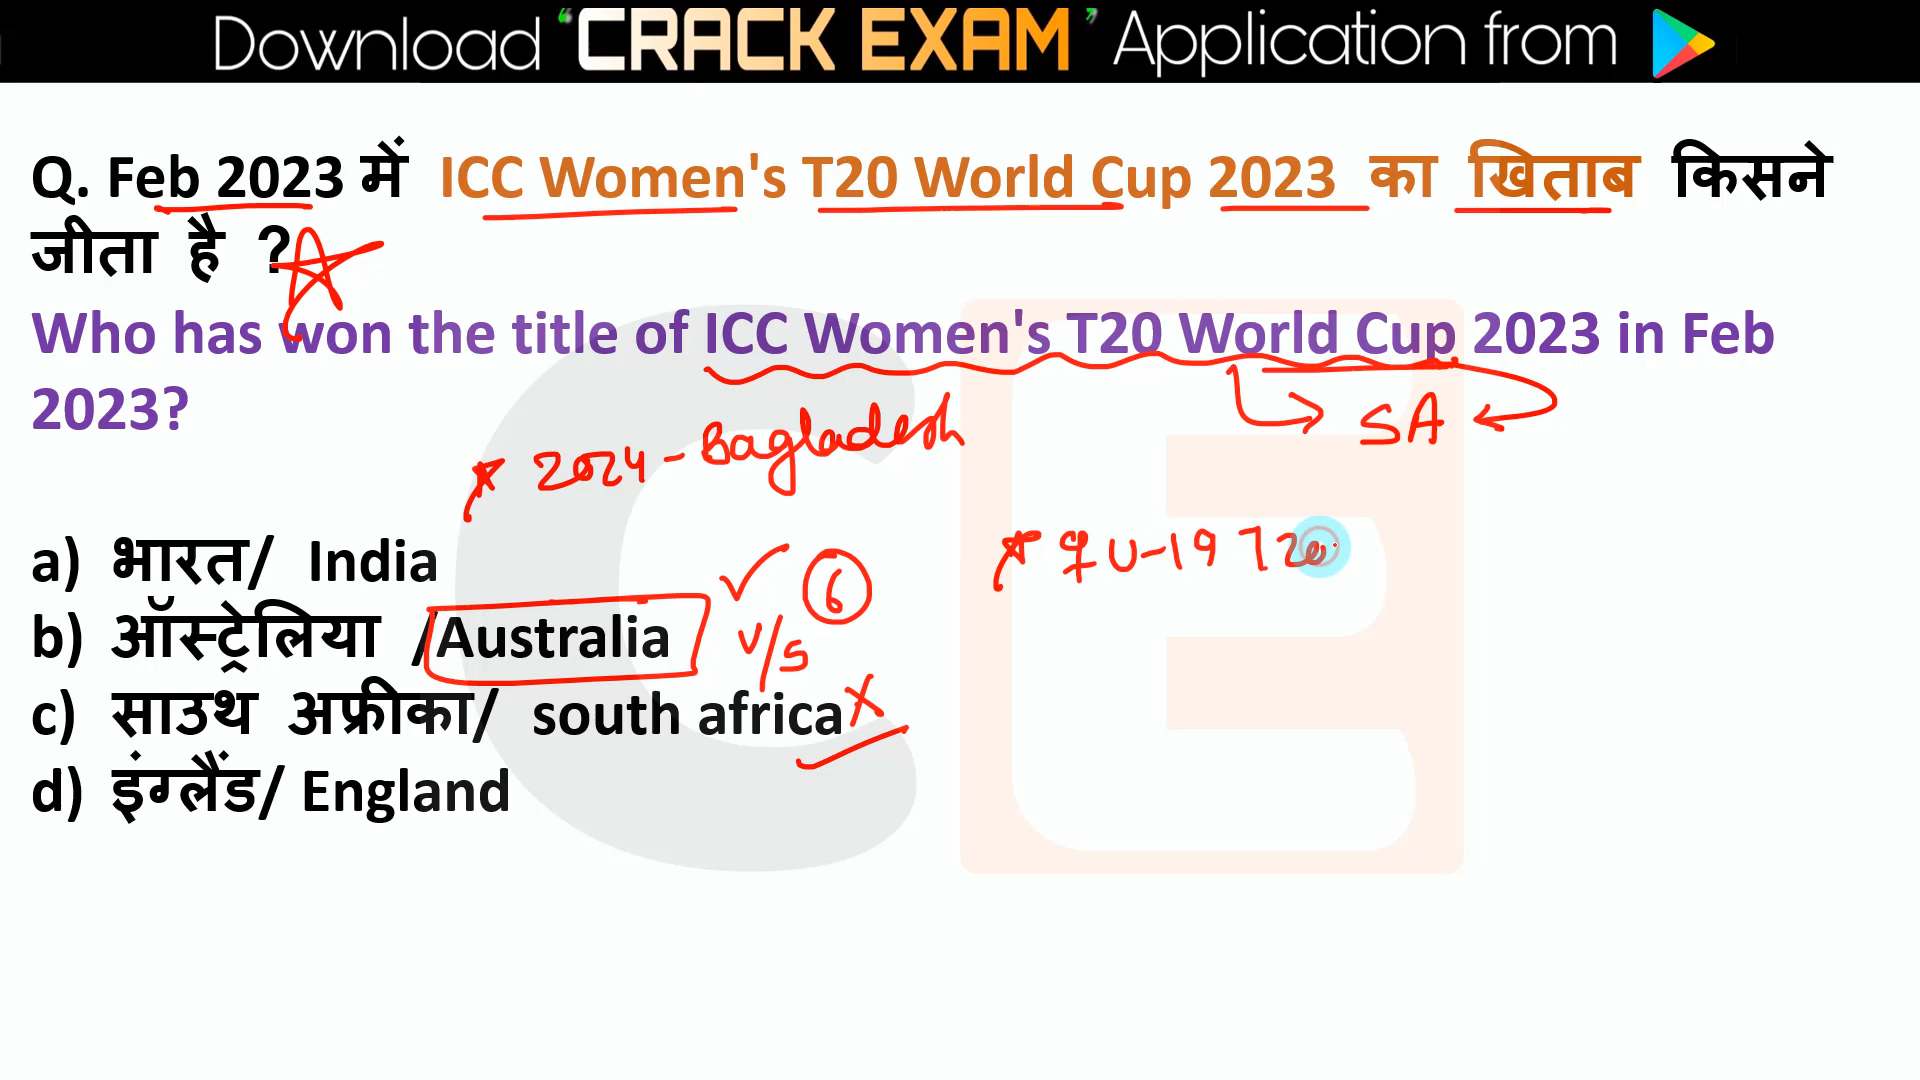 Download “CRACK EXAM” Application from
Q. Feb 2023 में ICC Women's T20 World Cup 2023 का खिताब किसने
जीता है ?
Who has won the title of ICC Women's T20 World Cup 2023 in Feb
2023?
SA
2024 - Bagladesh
a) भारत/ India
U-19 T20
6
b) ऑस्ट्रेलिया /Australia
v/s
c) साउथ अफ्रीका/ south africa
d) इंग्लैंड/ England
CE